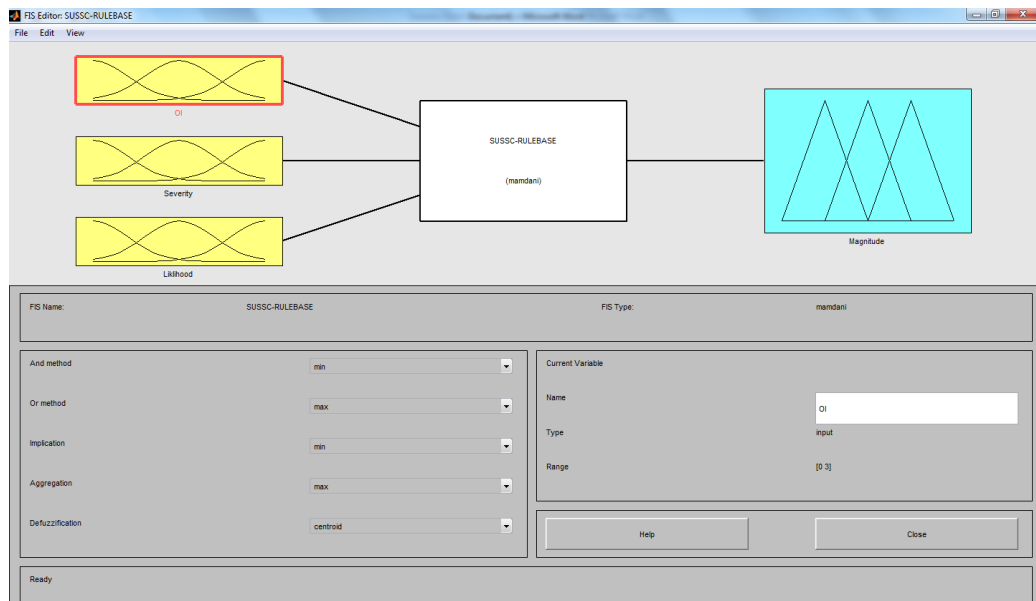 FIS Editor: SUSSC-RULEBASE
File Edit View
OI
Severity
Liklihood
SUSSC-RULEBASE
(mamdani)
Magnitude
FIS Name: SUSSC-RULEBASE FIS Type: mamdani
And method min
Or method max
Implication min
Aggregation max
Defuzzification centroid
Current Variable
Name OI
Type input
Range [0 3]
Help Close
Ready